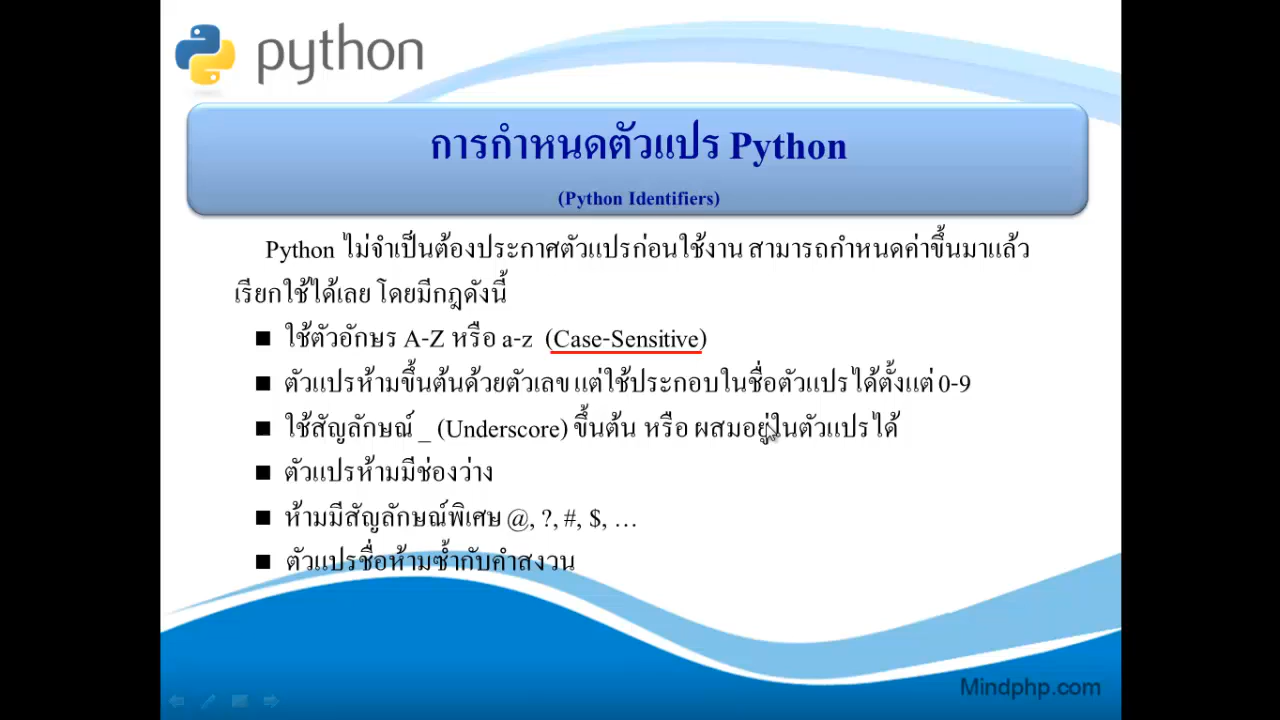 python
การกำหนดตัวแปร Python
(Python Identifiers)
Python ไม่จำเป็นต้องประกาศตัวแปรก่อนใช้งาน สามารถกำหนดค่าขึ้นมาแล้ว
เรียกใช้ได้เลย โดยมีกฎดังนี้
ใช้ตัวอักษร A-Z หรือ a-z (Case-Sensitive)
ตัวแปรห้ามขึ้นต้นด้วยตัวเลข แต่ใช้ประกอบในชื่อตัวแปรได้ตั้งแต่ 0-9
ใช้สัญลักษณ์ _ (Underscore) ขึ้นต้น หรือ ผสมอยู่ในตัวแปรได้
ตัวแปรห้ามมีช่องว่าง
ห้ามมีสัญลักษณ์พิเศษ @, ?, #, $, …
ตัวแปรชื่อห้ามซ้ำกับคำสงวน
Mindphp.com